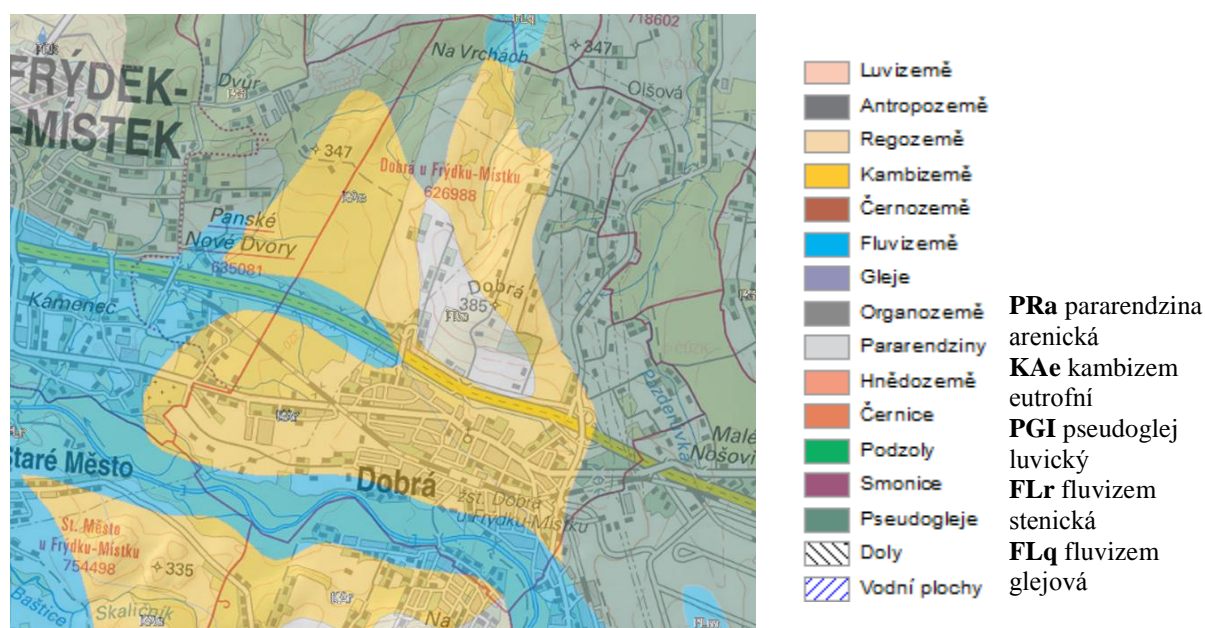 718602
Na Vrchách
347
FRÝDEK-
Dvůr
Olšová
-MÍSTEK
347
Dobrá u Frýdku-Místku
626988
KAe
Panské
Nové Dvory
635081
Kamenec
Dobrá
385
PRa
Pazderůvka
Malé
Nošovi
Staré Město
Dobrá
žst. Dobrá
u Frýdku-Místku
St. Město
u Frýdku-Místku
754498
335
Baštice
Skaličník
Na
Luvizemě
Antropozemě
Regozemě
Kambizemě
Černozemě
Fluvizemě
Gleje
Organozemě
Pararendziny
Hnědozemě
Černice
Podzoly
Smonice
Pseudogleje
Doly
Vodní plochy
PRa pararendzina
arenická
KAe kambizem
eutrofní
PGI pseudoglej
luvický
FLr fluvizem
stenická
FLq fluvizem
glejová